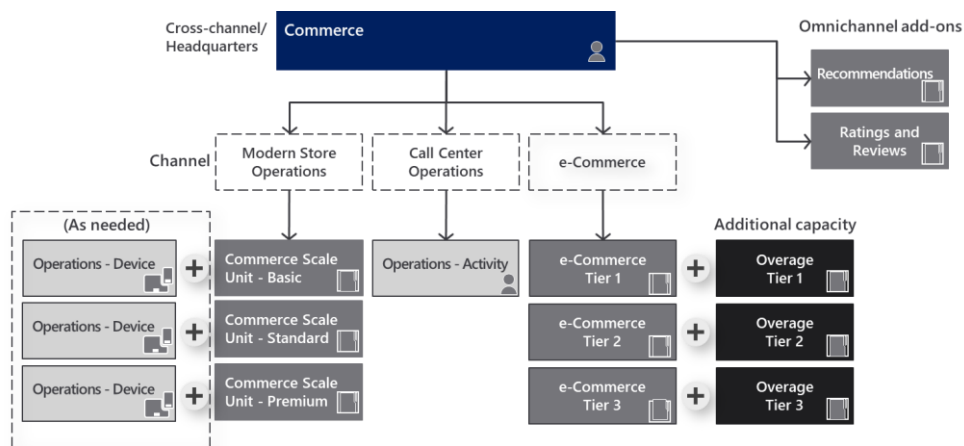 Cross-channel/
Headquarters
Commerce
Omnichannel add-ons
Recommendations
Ratings and
Reviews
Channel
Modern Store
Operations
Call Center
Operations
e-Commerce
(As needed)
Additional capacity
Operations - Device
Commerce Scale
Unit - Basic
Operations - Activity
e-Commerce
Tier 1
Overage
Tier 1
Operations - Device
Commerce Scale
Unit - Standard
e-Commerce
Tier 2
Overage
Tier 2
Operations - Device
Commerce Scale
Unit - Premium
e-Commerce
Tier 3
Overage
Tier 3